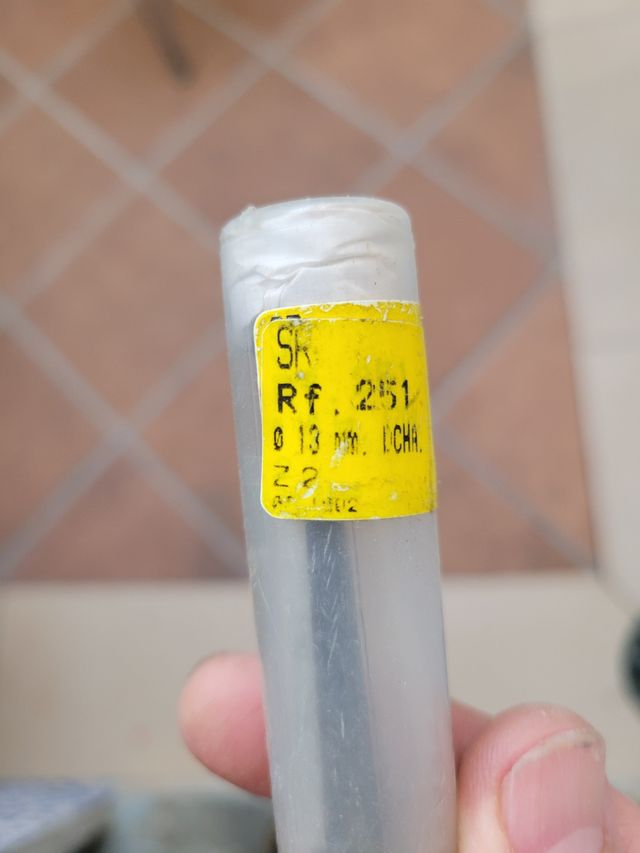 SR
Rf. 251
Ø 13 mm. DCHA.
Z 2